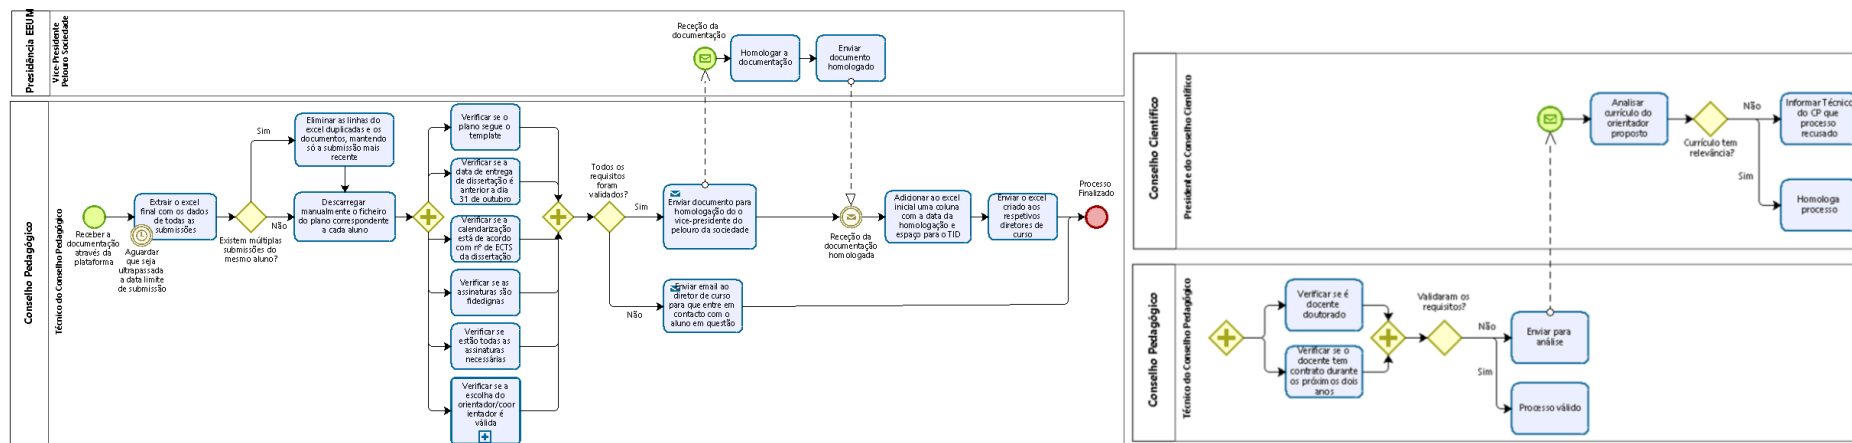 Presidência EEUM
Vice-Presidente
Pelouro Sociedade
Receção da
documentação
Homologar a
documentação
Enviar
documento
homologado
Conselho Pedagógico
Técnico do Conselho Pedagógico
Receber a
documentação
através da
plataforma
Extrair o excel
final com os dados
de todas as
submissões
Aguardar
que seja
ultrapassada
a data limite
de submissão
Existem múltiplas
submissões do
mesmo aluno?
Sim
Não
Eliminar as linhas do
excel duplicadas e os
documentos, mantendo
só a submissão mais
recente
Descarregar
manualmente o ficheiro
do plano correspondente
a cada aluno
Verificar se o
plano segue o
template
Verificar se a
data de entrega
de dissertação é
anterior a dia
31 de outubro
Verificar se a
calendarização
está de acordo
com nº de ECTS
da dissertação
Verificar se as
assinaturas são
fidedignas
Verificar se
estão todas as
assinaturas
necessárias
Verificar se a
escolha do
orientador/coor
ientador é
válida
Todos os
requisitos
foram
validados?
Sim
Não
Enviar documento para
homologação do o
vice-presidente do
pelouro da sociedade
Enviar email ao
diretor de curso
para que entre em
contacto com o
aluno em questão
Receção da
documentação
homologada
Adicionar ao excel
inicial uma coluna
com a data da
homologação e
espaço para o TID
Enviar o excel
criado aos
respetivos
diretores de
curso
Processo
Finalizado
Conselho Científico
Presidente do Conselho Científico
Analisar
currículo do
orientador
proposto
Currículo tem
relevância?
Não
Sim
Informar Técnico
do CP que
processo
recusado
Homologa
processo
Conselho Pedagógico
Técnico do Conselho Pedagógico
Verificar se é
docente
doutorado
Verificar se o
docente tem
contrato durante
os próximos dois
anos
Validaram os
requisitos?
Não
Sim
Enviar para
análise
Processo válido